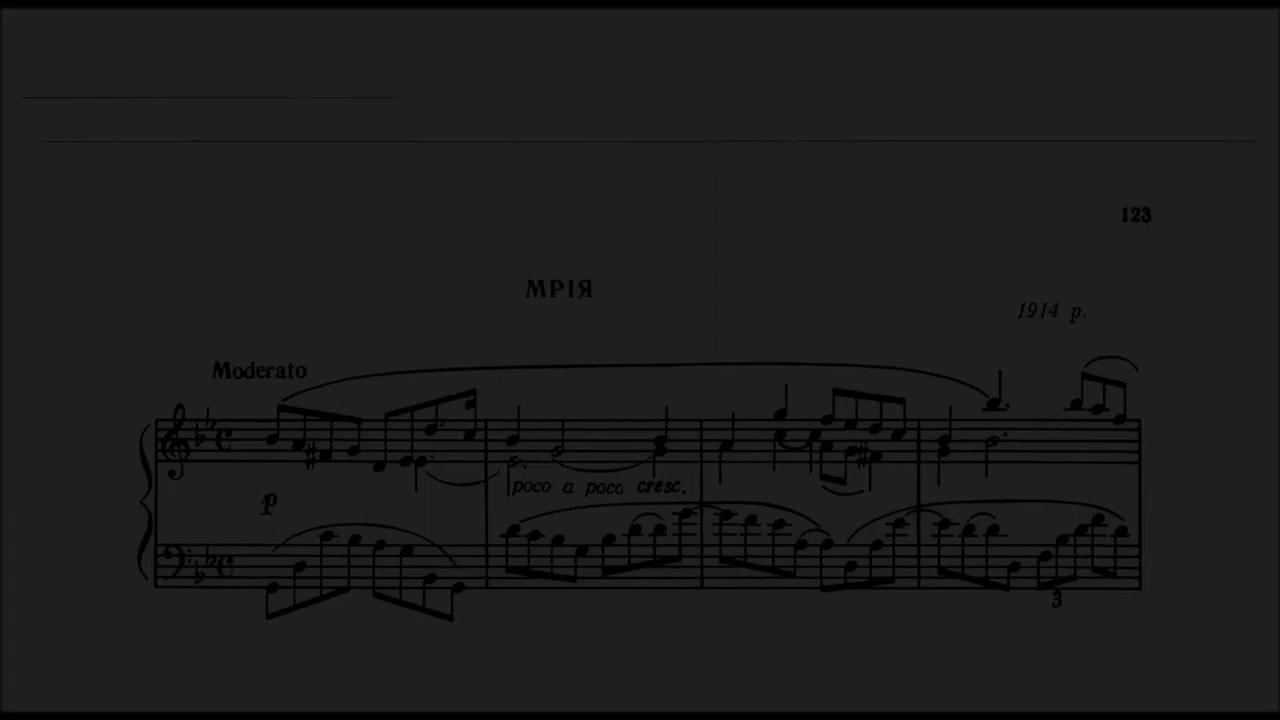 123
МРІЯ
1914 р.
Moderato
p
poco a poco cresc.
3